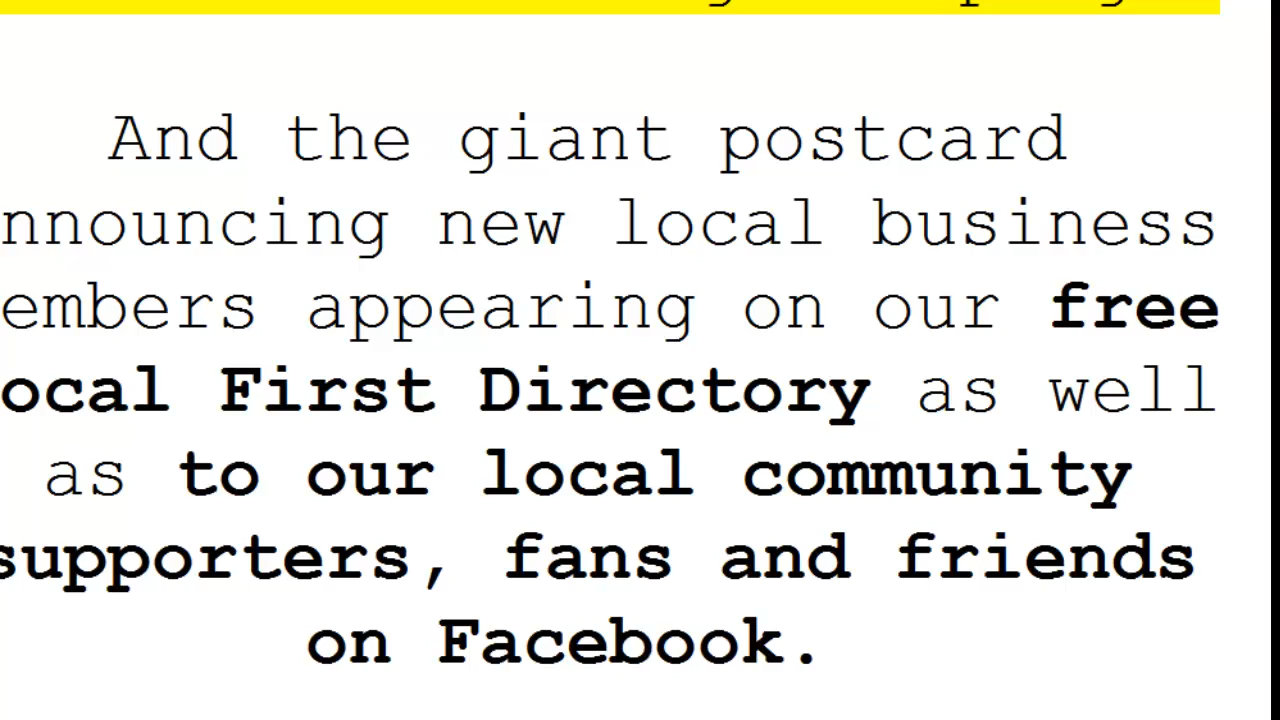 And the giant postcard
nnouncing new local business
embers appearing on our free
ocal First Directory as well
as to our local community
supporters, fans and friends
on Facebook.